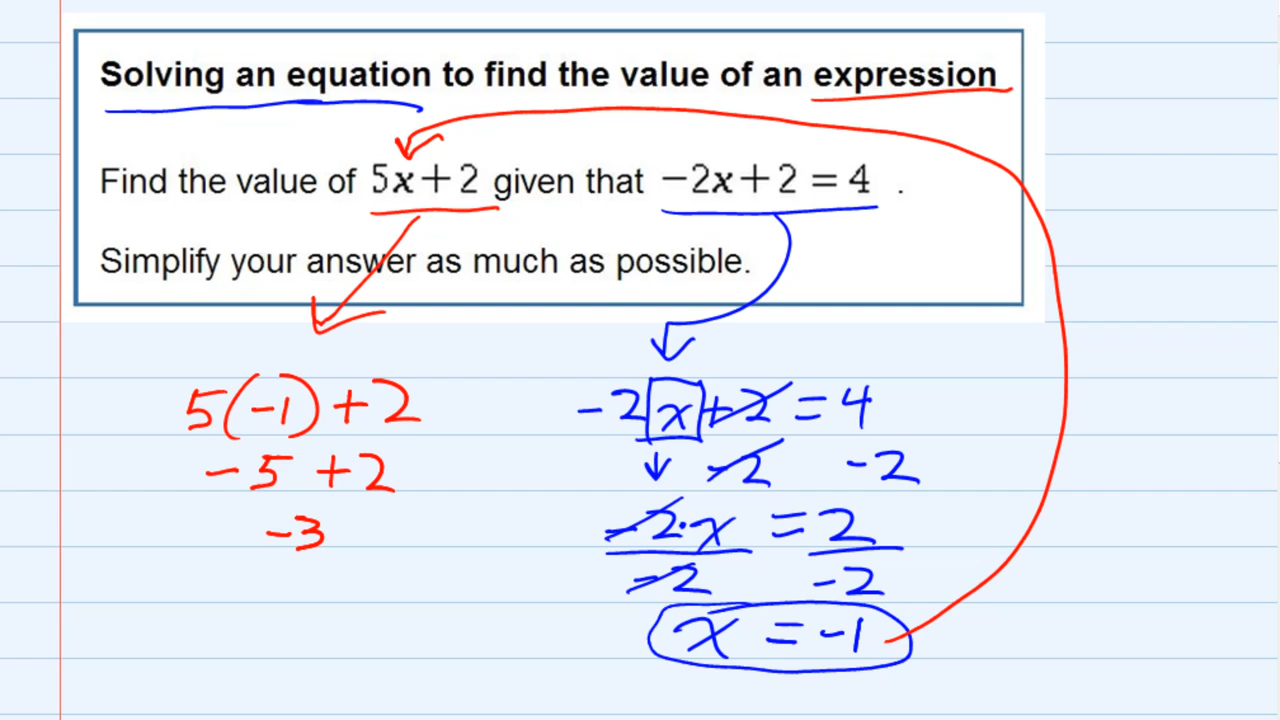 Solving an equation to find the value of an expression
Find the value of 5x+2 given that −2x+2=4 .
Simplify your answer as much as possible.
5(-1)+2
-5+2
-3
-2x+2=4
-2 -2
-2·x = 2
-2 -2
x = -1